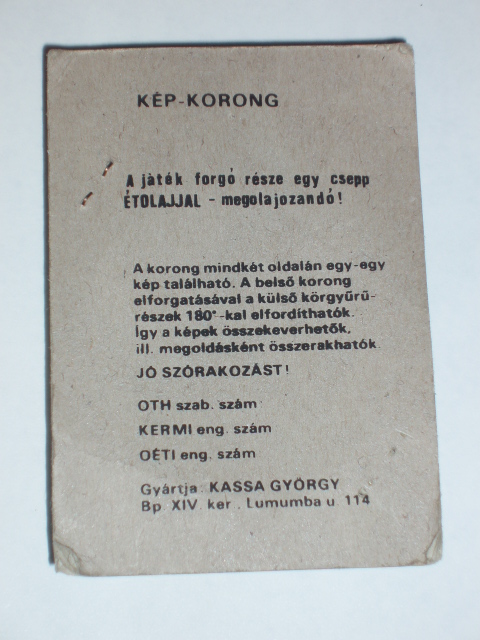 KÉP-KORONG
A játék forgó része egy csepp
ÉTOLAJJAL - megolajozandó!
A korong mindkét oldalán egy-egy
kép található. A belső korong
elforgatásával a külső körgyűrű-
részek 180°-kal elfordíthatók.
Így a képek összekeverhetők,
ill. megoldásként összerakhatók.
JÓ SZÓRAKOZÁST!
OTH szab. szám
KERMI eng. szám
OÉTI eng. szám
Gyártja: KASSA GYÖRGY
Bp. XIV. ker. Lumumba u. 114